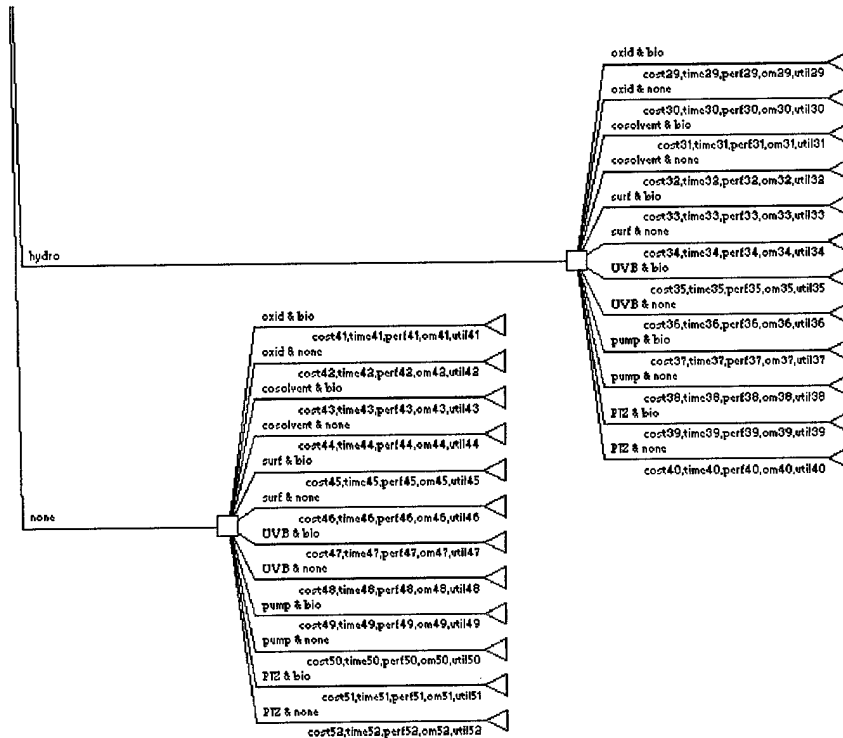 oxid & bio
cost29,time29,perf29,om29,util29
oxid & none
cost30,time30,perf30,om30,util30
cosolvent & bio
cost31,time31,perf31,om31,util31
cosolvent & none
cost32,time32,perf32,om32,util32
surf & bio
cost33,time33,perf33,om33,util33
surf & none
cost34,time34,perf34,om34,util34
UVB & bio
cost35,time35,perf35,om35,util35
UVB & none
cost36,time36,perf36,om36,util36
pump & bio
cost37,time37,perf37,om37,util37
pump & none
cost38,time38,perf38,om38,util38
PTZ & bio
cost39,time39,perf39,om39,util39
PTZ & none
cost40,time40,perf40,om40,util40
hydro
oxid & bio
cost41,time41,perf41,om41,util41
oxid & none
cost42,time42,perf42,om42,util42
cosolvent & bio
cost43,time43,perf43,om43,util43
cosolvent & none
cost44,time44,perf44,om44,util44
surf & bio
cost45,time45,perf45,om45,util45
surf & none
cost46,time46,perf46,om46,util46
UVB & bio
cost47,time47,perf47,om47,util47
UVB & none
cost48,time48,perf48,om48,util48
pump & bio
cost49,time49,perf49,om49,util49
pump & none
cost50,time50,perf50,om50,util50
PTZ & bio
cost51,time51,perf51,om51,util51
PTZ & none
cost52,time52,perf52,om52,util52
none